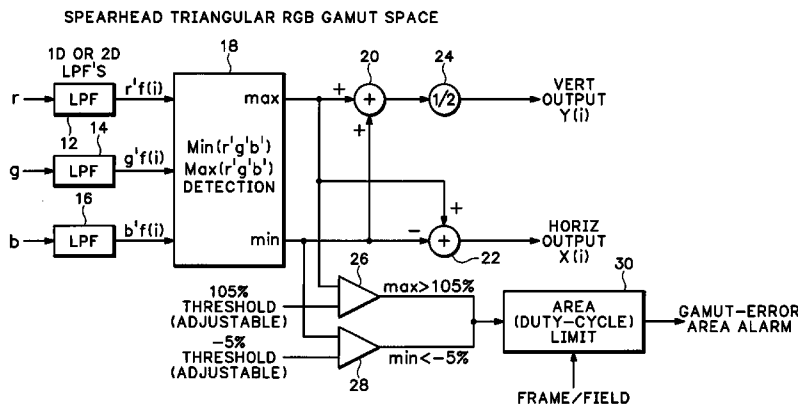 SPEARHEAD TRIANGULAR RGB GAMUT SPACE
1D OR 2D
LPF'S
r
LPF
r'f(i)
12
14
g
LPF
g'f(i)
16
b
LPF
b'f(i)
18
max
Min(r'g'b')
Max(r'g'b')
DETECTION
min
20
+
+
+
24
1/2
VERT
OUTPUT
Y(i)
+
−
+
22
HORIZ
OUTPUT
X(i)
26
105%
THRESHOLD
(ADJUSTABLE)
max>105%
-5%
THRESHOLD
(ADJUSTABLE)
min<-5%
28
30
AREA
(DUTY-CYCLE)
LIMIT
GAMUT-ERROR
AREA ALARM
FRAME/FIELD